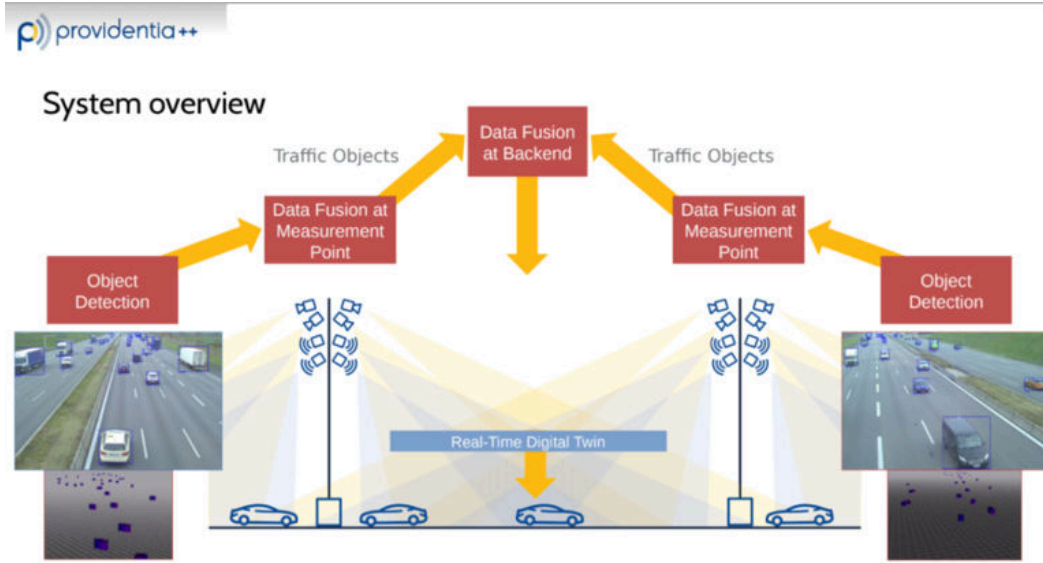 providentia++
System overview
Data Fusion
at Backend
Traffic Objects
Traffic Objects
Data Fusion at
Measurement
Point
Data Fusion at
Measurement
Point
Object
Detection
Object
Detection
Real-Time Digital Twin